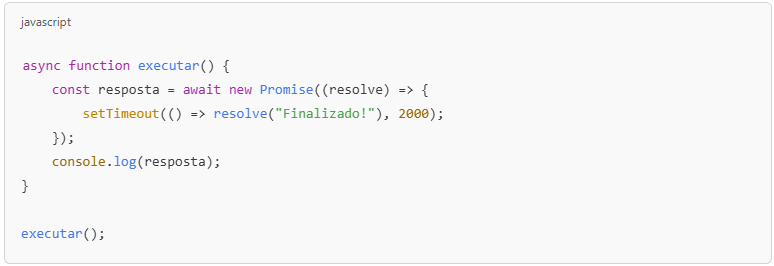 javascript
async function executar() {
    const resposta = await new Promise((resolve) => {
        setTimeout(() => resolve("Finalizado!"), 2000);
    });
    console.log(resposta);
}

executar();